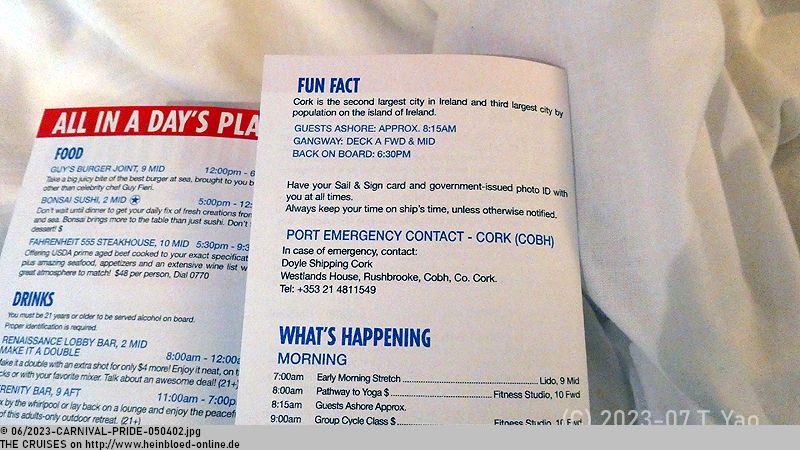 ALL IN A DAY'S PLA
FOOD
GUY'S BURGER JOINT, 9 MID 12:00pm - 6
Take a big juicy bite of the best burger at sea, brought to you b
other than celebrity chef Guy Fieri.
BONSAI SUSHI, 2 MID 5:00pm - 12:
Don't wait until dinner to get your daily fix of fresh creations from
and sea. Bonsai brings more to the table than just sushi. Don't
dessert! $
FAHRENHEIT 555 STEAKHOUSE, 10 MID 5:30pm - 9:3
Offering USDA prime aged beef cooked to your exact specificat
plus amazing seafood, appetizers and an extensive wine list w
great atmosphere to match! $48 per person, Dial 0770
DRINKS
You must be 21 years or older to be served alcohol on board.
Proper identification is required.
RENAISSANCE LOBBY BAR, 2 MID
MAKE IT A DOUBLE 8:00am - 12:00a
Make it a double with an extra shot for only $4 more! Enjoy it neat, on t
cks or with your favorite mixer. Talk about an awesome deal! (21+)
RENITY BAR, 9 AFT 11:00am - 7:00p
x by the whirlpool or lay back on a lounge and enjoy the peacef
of this adults-only outdoor retreat. (21+)
FUN FACT
Cork is the second largest city in Ireland and third largest city by
population on the island of Ireland.
GUESTS ASHORE: APPROX. 8:15AM
GANGWAY: DECK A FWD & MID
BACK ON BOARD: 6:30PM
Have your Sail & Sign card and government-issued photo ID with
you at all times.
Always keep your time on ship's time, unless otherwise notified.
PORT EMERGENCY CONTACT - CORK (COBH)
In case of emergency, contact:
Doyle Shipping Cork
Westlands House, Rushbrooke, Cobh, Co. Cork.
Tel: +353 21 4811549
WHAT'S HAPPENING
MORNING
7:00am Early Morning Stretch Lido, 9 Mid
8:00am Pathway to Yoga $ Fitness Studio, 10 Fwd
8:15am Guests Ashore Approx.
9:00am Group Cycle Class $ Fitness Studio, 10 Fwd
(C) 2023-07 T. Yao
© 06/2023-CARNIVAL-PRIDE-050402.jpg
THE CRUISES on http://www.heinbloed-online.de